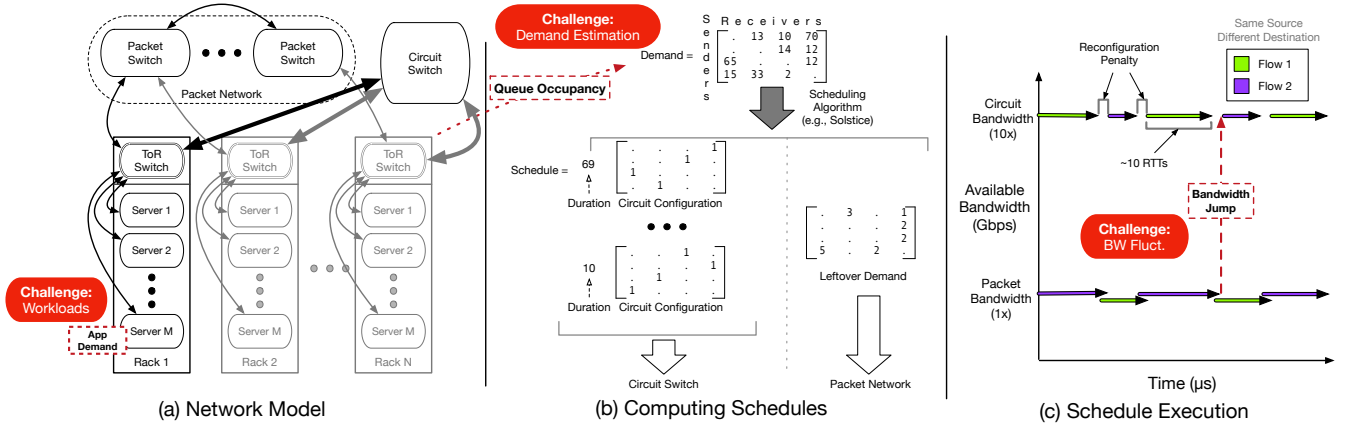 Packet
Switch
Packet
Switch
Packet Network
Circuit
Switch
ToR
Switch
ToR
Switch
ToR
Switch
Server 1
Server 1
Server 1
Server 2
Server 2
Server 2
Server M
Server M
Server M
Rack 1
Rack 2
Rack N
Challenge:
Workloads
App
Demand
(a) Network Model
Challenge:
Demand Estimation
Queue Occupancy
Senders
Receivers
Demand =
. 13 10 70
. . 14 12
65 . . 12
15 33 2 .
Scheduling
Algorithm
(e.g., Solstice)
Schedule =
69
Duration
. . . 1
. . 1 .
1 . . .
. 1 . .
Circuit Configuration
10
Duration
. . 1 .
. . . 1
. 1 . .
1 . . .
Circuit Configuration
. 3 . 1
. . . 2
. . . 2
5 . 2 .
Leftover Demand
Circuit Switch
Packet Network
(b) Computing Schedules
Same Source
Different Destination
Flow 1
Flow 2
Reconfiguration
Penalty
Circuit
Bandwidth
(10x)
~10 RTTs
Available
Bandwidth
(Gbps)
Bandwidth
Jump
Challenge:
BW Fluct.
Packet
Bandwidth
(1x)
Time (µs)
(c) Schedule Execution